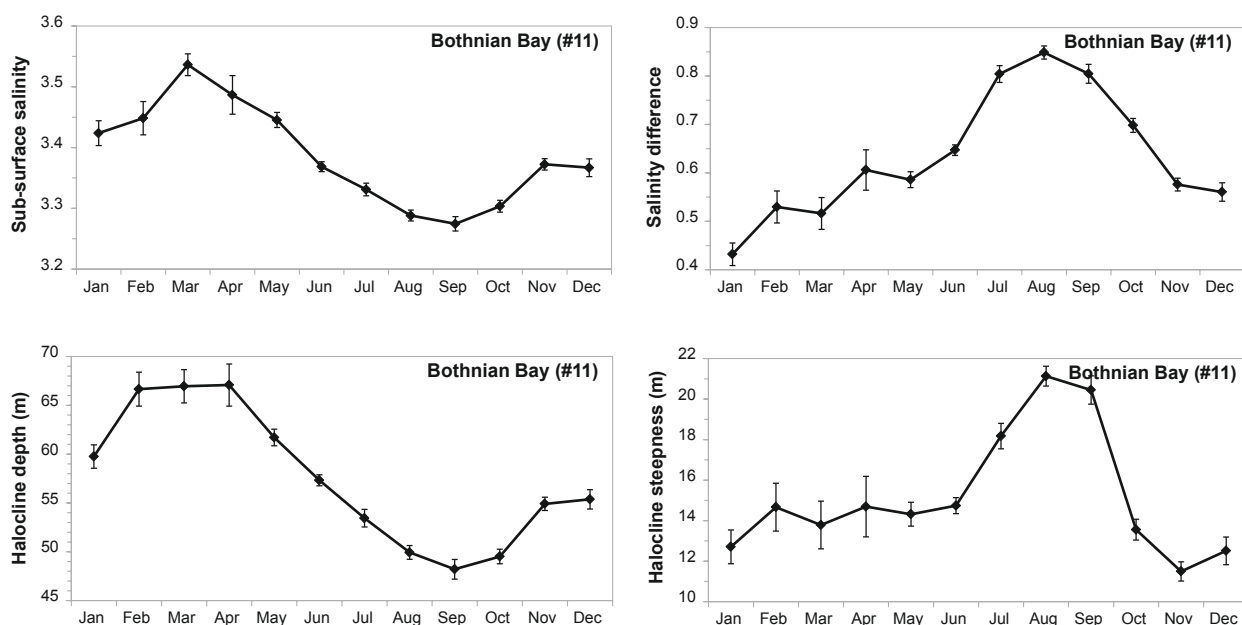 Bothnian Bay (#11)
Sub-surface salinity
3.6
3.5
3.4
3.3
3.2
Jan Feb Mar Apr May Jun Jul Aug Sep Oct Nov Dec
Bothnian Bay (#11)
Salinity difference
0.9
0.8
0.7
0.6
0.5
0.4
Jan Feb Mar Apr May Jun Jul Aug Sep Oct Nov Dec
Bothnian Bay (#11)
Halocline depth (m)
70
65
60
55
50
45
Jan Feb Mar Apr May Jun Jul Aug Sep Oct Nov Dec
Bothnian Bay (#11)
Halocline steepness (m)
22
20
18
16
14
12
10
Jan Feb Mar Apr May Jun Jul Aug Sep Oct Nov Dec